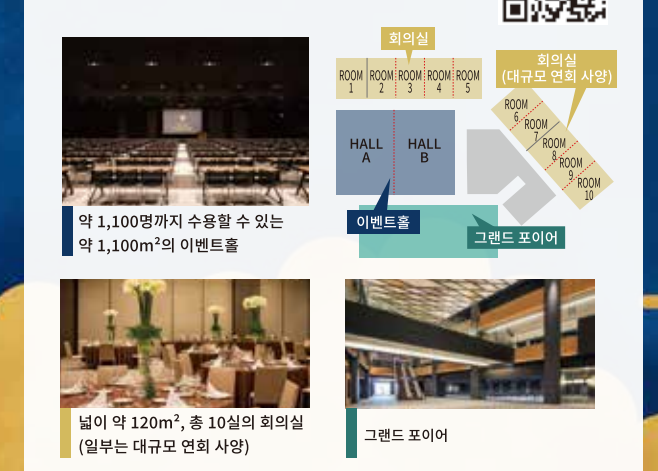 회의실
ROOM 1
ROOM 2
ROOM 3
ROOM 4
ROOM 5
회의실
(대규모 연회 사양)
ROOM 6
ROOM 7
ROOM 8
ROOM 9
ROOM 10
HALL A
HALL B
이벤트홀
그랜드 포이어
약 1,100명까지 수용할 수 있는
약 1,100m²의 이벤트홀
넓이 약 120m², 총 10실의 회의실
(일부는 대규모 연회 사양)
그랜드 포이어